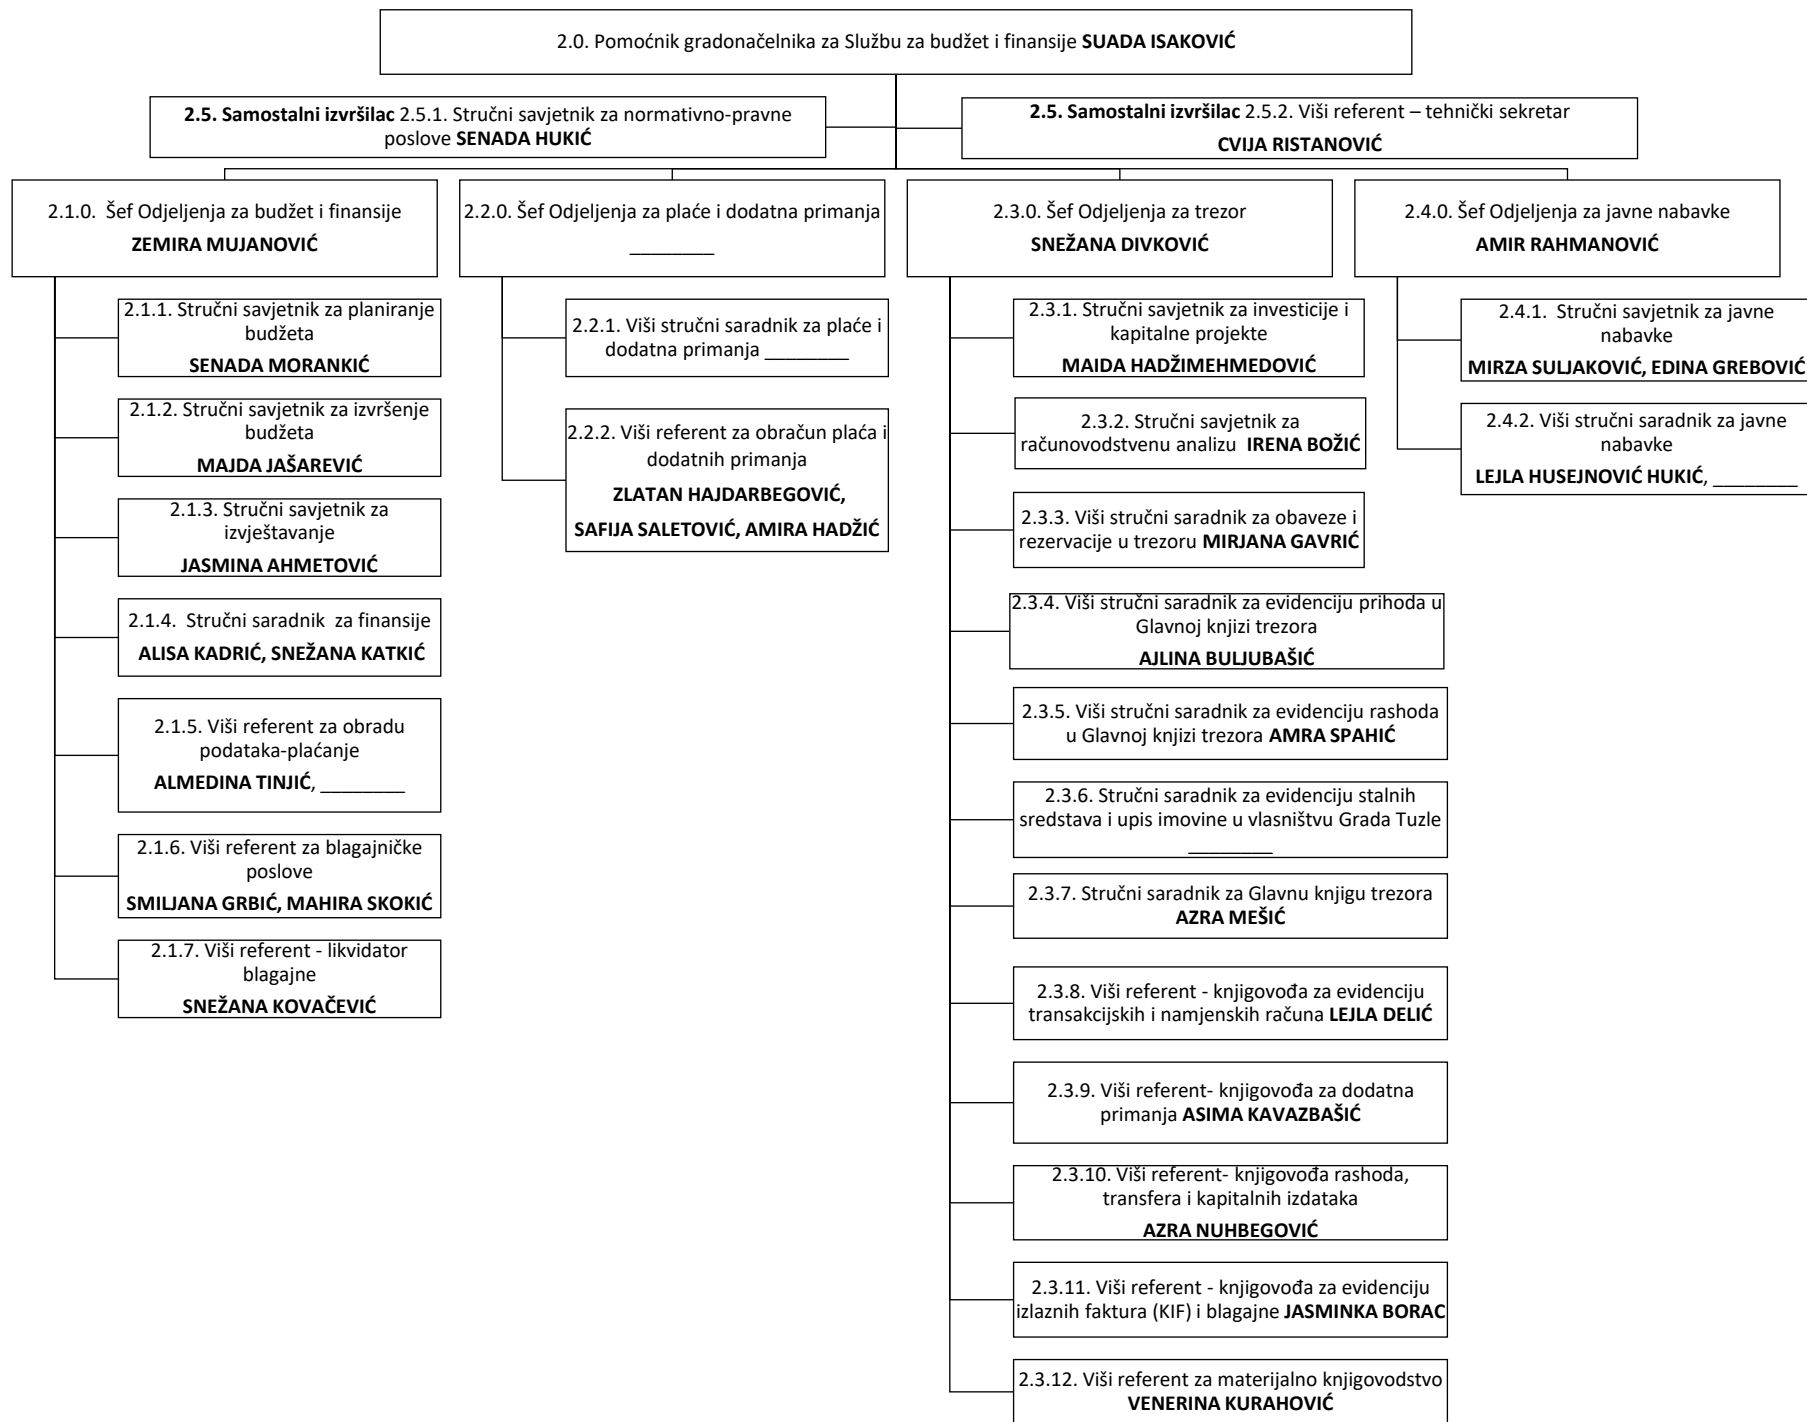 2.0. Pomoćnik gradonačelnika za Službu za budžet i finansije SUADA ISAKOVIĆ
2.5. Samostalni izvršilac 2.5.1. Stručni savjetnik za normativno-pravne
poslove SENADA HUKIĆ
2.5. Samostalni izvršilac 2.5.2. Viši referent – tehnički sekretar
CVIJA RISTANOVIĆ
2.1.0. Šef Odjeljenja za budžet i finansije
ZEMIRA MUJANOVIĆ
2.1.1. Stručni savjetnik za planiranje
budžeta
SENADA MORANKIĆ
2.1.2. Stručni savjetnik za izvršenje
budžeta
MAJDA JAŠAREVIĆ
2.1.3. Stručni savjetnik za
izvještavanje
JASMINA AHMETOVIĆ
2.1.4. Stručni saradnik za finansije
ALISA KADRIĆ, SNEŽANA KATKIĆ
2.1.5. Viši referent za obradu
podataka-plaćanje
ALMEDINA TINJIĆ, ________
2.1.6. Viši referent za blagajničke
poslove
SMILJANA GRBIĆ, MAHIRA SKOKIĆ
2.1.7. Viši referent - likvidator
blagajne
SNEŽANA KOVAČEVIĆ
2.2.0. Šef Odjeljenja za plaće i dodatna primanja
________
2.2.1. Viši stručni saradnik za plaće i
dodatna primanja ________
2.2.2. Viši referent za obračun plaća i
dodatnih primanja
ZLATAN HAJDARBEGOVIĆ,
SAFIJA SALETOVIĆ, AMIRA HADŽIĆ
2.3.0. Šef Odjeljenja za trezor
SNEŽANA DIVKOVIĆ
2.3.1. Stručni savjetnik za investicije i
kapitalne projekte
MAIDA HADŽIMEHMEDOVIĆ
2.3.2. Stručni savjetnik za
računovodstvenu analizu IRENA BOŽIĆ
2.3.3. Viši stručni saradnik za obaveze i
rezervacije u trezoru MIRJANA GAVRIĆ
2.3.4. Viši stručni saradnik za evidenciju prihoda u
Glavnoj knjizi trezora
AJLINA BULJUBAŠIĆ
2.3.5. Viši stručni saradnik za evidenciju rashoda
u Glavnoj knjizi trezora AMRA SPAHIĆ
2.3.6. Stručni saradnik za evidenciju stalnih
sredstava i upis imovine u vlasništvu Grada Tuzle
________
2.3.7. Stručni saradnik za Glavnu knjigu trezora
AZRA MEŠIĆ
2.3.8. Viši referent - knjigovođa za evidenciju
transakcijskih i namjenskih računa LEJLA DELIĆ
2.3.9. Viši referent- knjigovođa za dodatna
primanja ASIMA KAVAZBAŠIĆ
2.3.10. Viši referent- knjigovođa rashoda,
transfera i kapitalnih izdataka
AZRA NUHBEGOVIĆ
2.3.11. Viši referent - knjigovođa za evidenciju
izlaznih faktura (KIF) i blagajne JASMINKA BORAC
2.3.12. Viši referent za materijalno knjigovodstvo
VENERINA KURAHOVIĆ
2.4.0. Šef Odjeljenja za javne nabavke
AMIR RAHMANOVIĆ
2.4.1. Stručni savjetnik za javne
nabavke
MIRZA SULJAKOVIĆ, EDINA GREBOVIĆ
2.4.2. Viši stručni saradnik za javne
nabavke
LEJLA HUSEJNOVIĆ HUKIĆ, ________